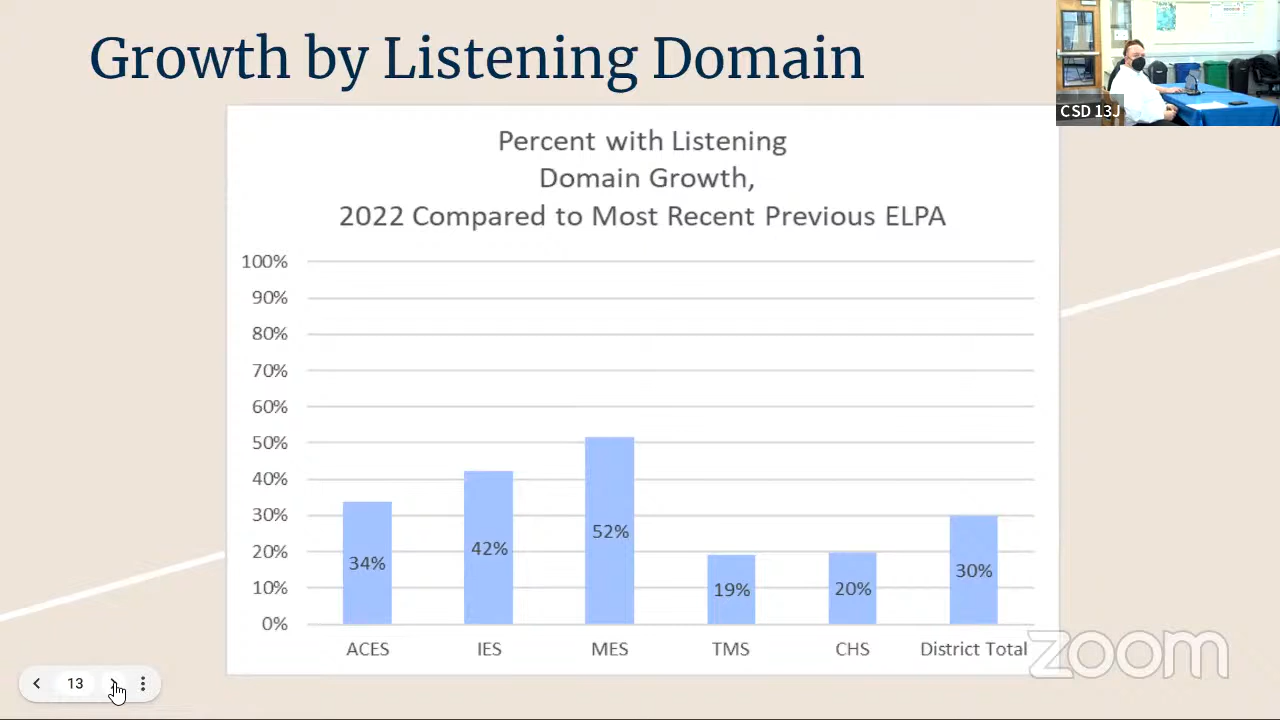 Growth by Listening Domain
CSD 13J
Percent with Listening
Domain Growth,
2022 Compared to Most Recent Previous ELPA
100%
90%
80%
70%
60%
50%
40%
30%
20%
10%
0%
34%
42%
52%
19%
20%
30%
ACES
IES
MES
TMS
CHS
District Total
zoom
13